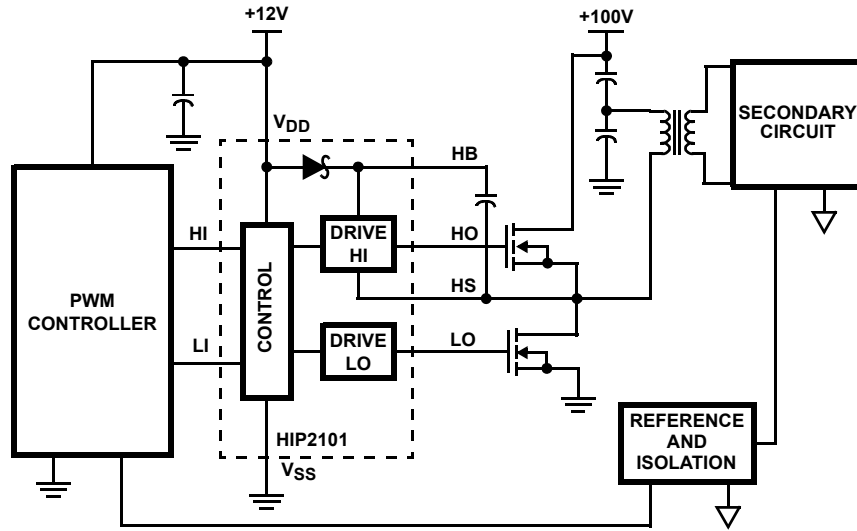 +12V
+100V
SECONDARY
CIRCUIT
VDD
HB
HI
DRIVE
HI
HO
PWM
CONTROLLER
CONTROL
HS
LI
DRIVE
LO
LO
REFERENCE
AND
ISOLATION
HIP2101
VSS